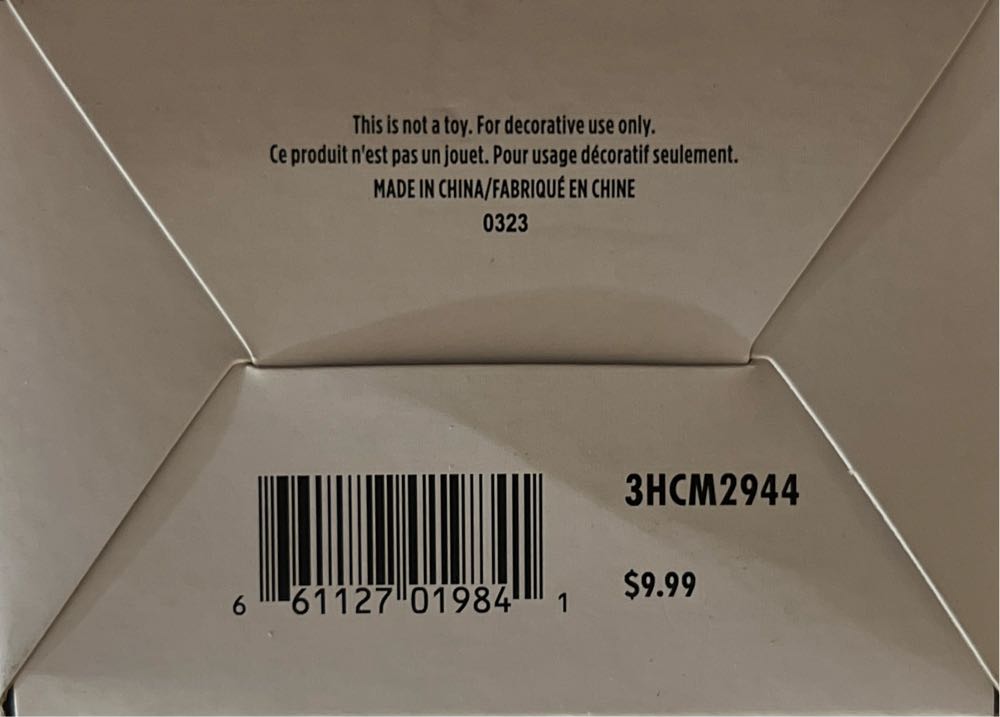 This is not a toy. For decorative use only.
Ce produit n'est pas un jouet. Pour usage décoratif seulement.
MADE IN CHINA/FABRIQUÉ EN CHINE
0323
3HCM2944
6 61127 01984 1
$9.99